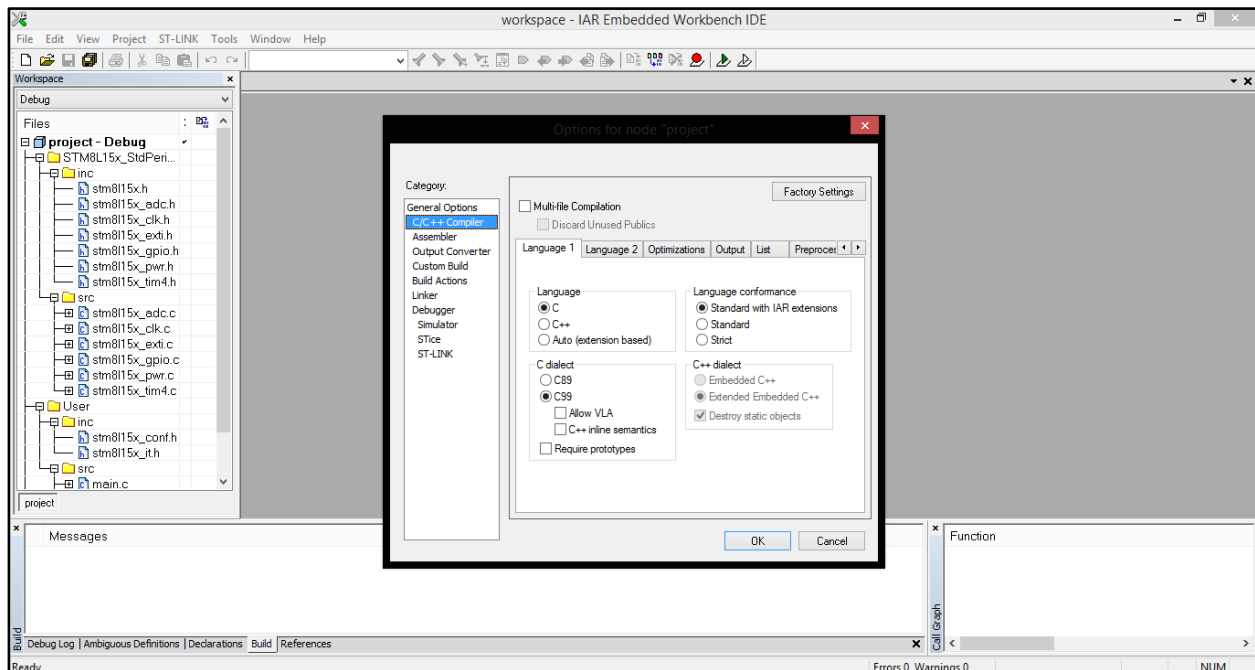 workspace - IAR Embedded Workbench IDE
File Edit View Project ST-LINK Tools Window Help
Workspace
Debug
Files
project - Debug
STM8L15x_StdPeri...
inc
stm8l15x.h
stm8l15x_adc.h
stm8l15x_clk.h
stm8l15x_exti.h
stm8l15x_gpio.h
stm8l15x_pwr.h
stm8l15x_tim4.h
src
stm8l15x_adc.c
stm8l15x_clk.c
stm8l15x_exti.c
stm8l15x_gpio.c
stm8l15x_pwr.c
stm8l15x_tim4.c
User
inc
stm8l15x_conf.h
stm8l15x_it.h
src
main.c
project
Options for node "project"
Category:
General Options
C/C++ Compiler
Assembler
Output Converter
Custom Build
Build Actions
Linker
Debugger
Simulator
STice
ST-LINK
Factory Settings
Multi-file Compilation
Discard Unused Publics
Language 1 Language 2 Optimizations Output List Preproces
Language
C
C++
Auto (extension based)
Language conformance
Standard with IAR extensions
Standard
Strict
C dialect
C89
C99
Allow VLA
C++ inline semantics
Require prototypes
C++ dialect
Embedded C++
Extended Embedded C++
Destroy static objects
OK Cancel
Messages
Build
Debug Log Ambiguous Definitions Declarations Build References
Function
Call Graph
Ready
Errors 0, Warnings 0
NUM